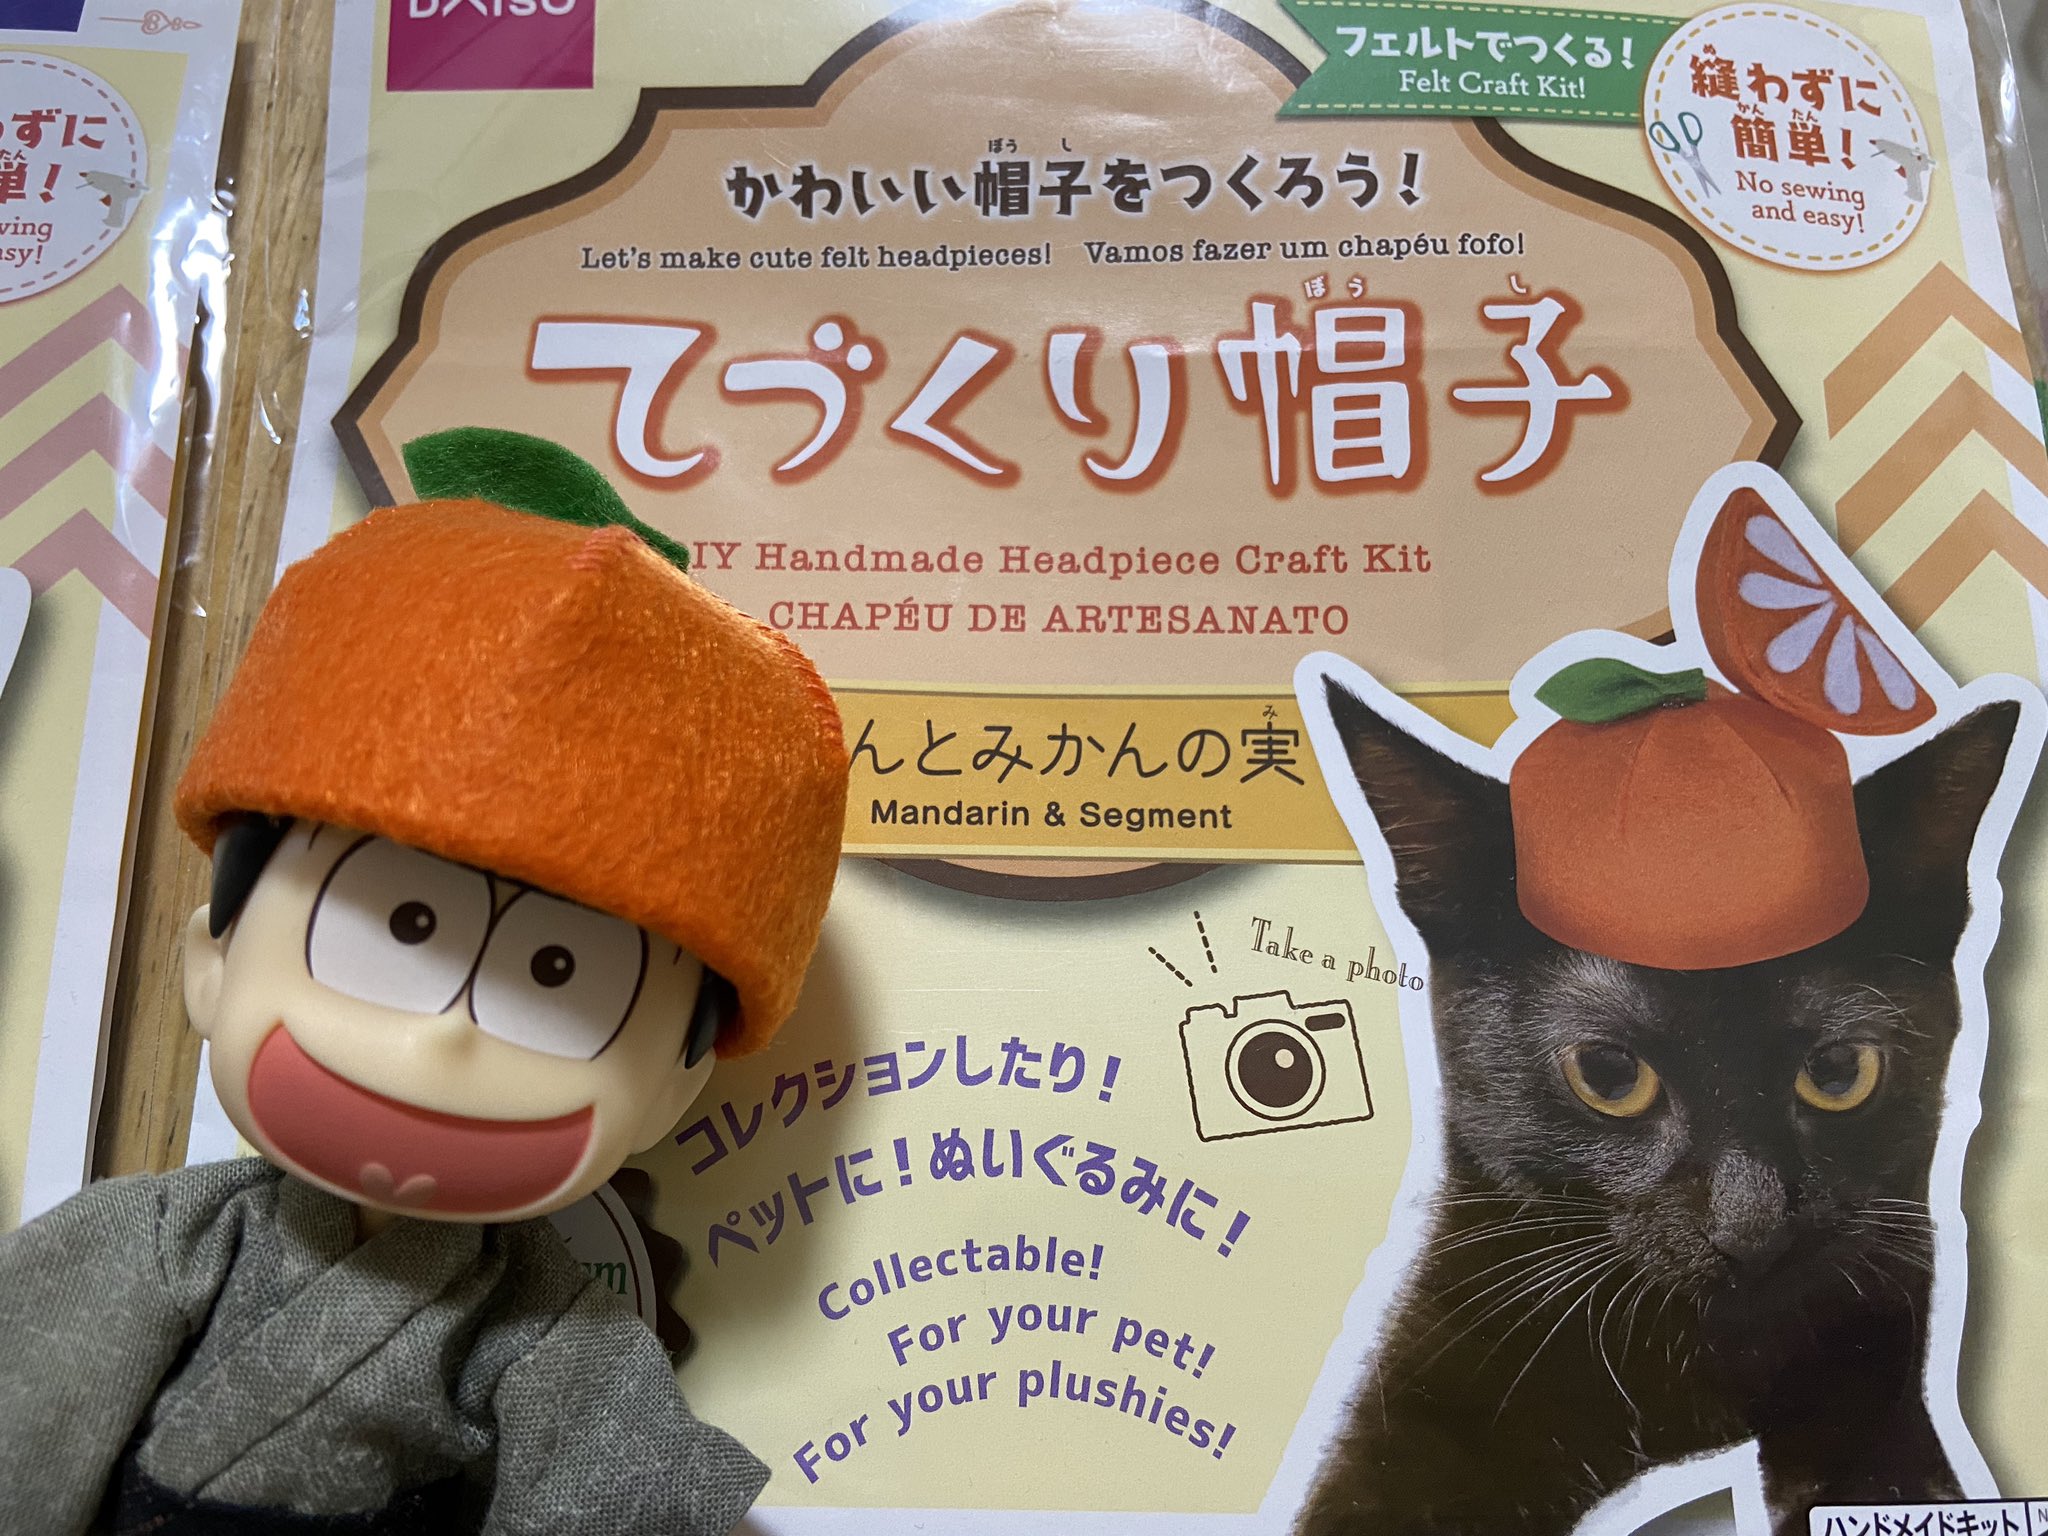 DAISO
フェルトでつくる!
Felt Craft Kit!
縫わずに
簡単!
No sewing
and easy!
かわいい帽子をつくろう!
Let's make cute felt headpieces! Vamos fazer um chapéu fofo!
てづくり帽子
IY Handmade Headpiece Craft Kit
CHAPÉU DE ARTESANATO
んとみかんの実
Mandarin & Segment
Take a photo
コレクションしたり!
ペットに!ぬいぐるみに!
Collectable!
For your pet!
For your plushies!
ハンドメイドキット
わずに
単!